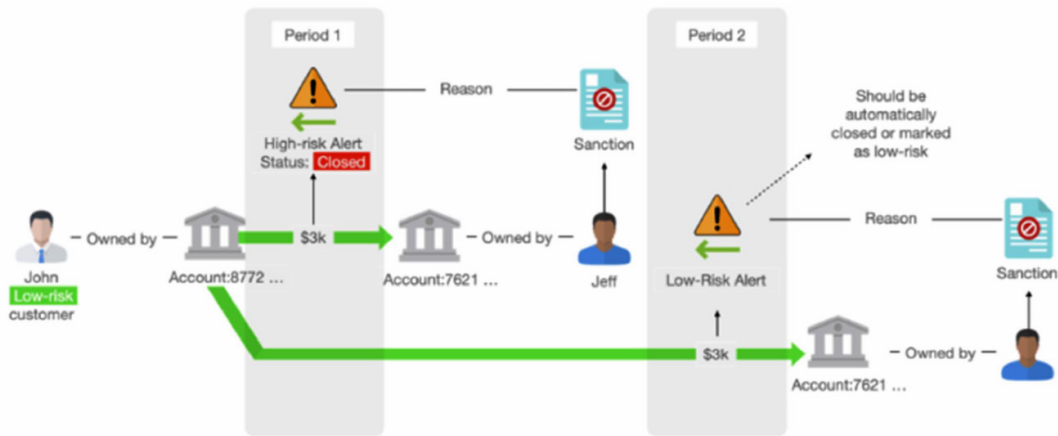 Period 1
Period 2
Reason
Should be
automatically
closed or marked
as low-risk
High-risk Alert
Status: Closed
Sanction
Reason
Owned by
$3k
Owned by
Sanction
John
Low-risk
customer
Account:8772 ...
Account:7621 ...
Jeff
Low-Risk Alert
$3k
Owned by
Account:7621 ...